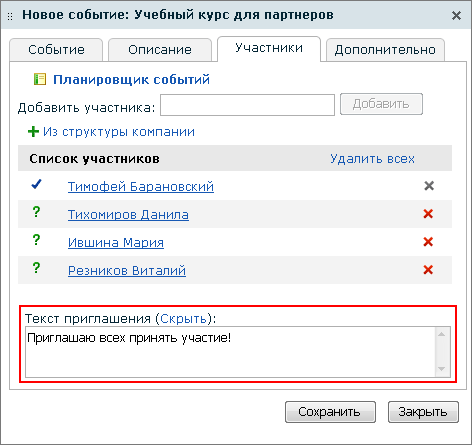 Новое событие: Учебный курс для партнеров
Событие Описание Участники Дополнительно
Планировщик событий
Добавить участника: Добавить
Из структуры компании
Список участников Удалить всех
Тимофей Барановский
Тихомиров Данила
Ившина Мария
Резников Виталий
Текст приглашения (Скрыть):
Приглашаю всех принять участие!
Сохранить Закрыть